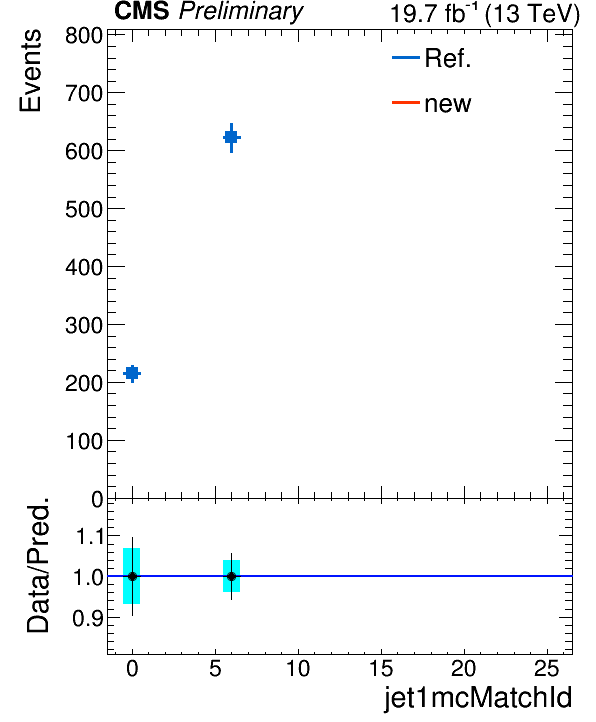 CMS Preliminary 19.7 fb⁻¹ (13 TeV)
Events
800
700
600
500
400
300
200
100
0
Ref.
new
Data/Pred.
1.1
1.0
0.9
0 5 10 15 20 25
jet1mcMatchId